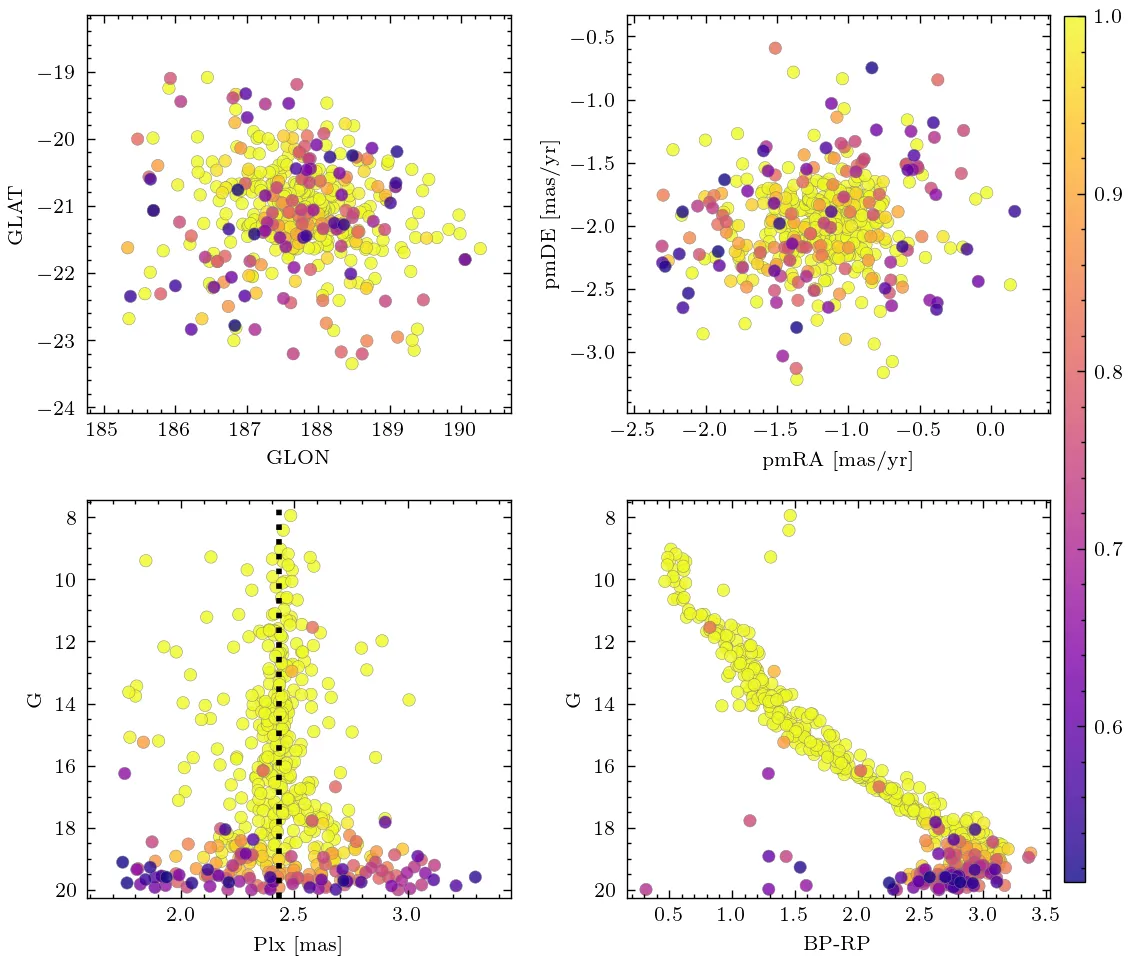 GLAT
−19
−20
−21
−22
−23
−24
185 186 187 188 189 190
GLON
pmDE [mas/yr]
−0.5
−1.0
−1.5
−2.0
−2.5
−3.0
−2.5 −2.0 −1.5 −1.0 −0.5 0.0
pmRA [mas/yr]
G
8
10
12
14
16
18
20
2.0 2.5 3.0
Plx [mas]
G
8
10
12
14
16
18
20
0.5 1.0 1.5 2.0 2.5 3.0 3.5
BP-RP
1.0
0.9
0.8
0.7
0.6